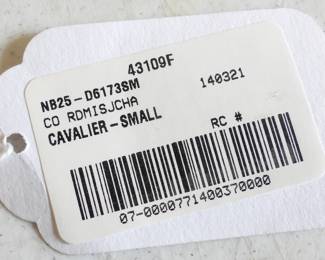 43109F
NB25-D6173SM 140321
CO RDMISJCHA
CAVALIER-SMALL
RC #
07-0000771400370000